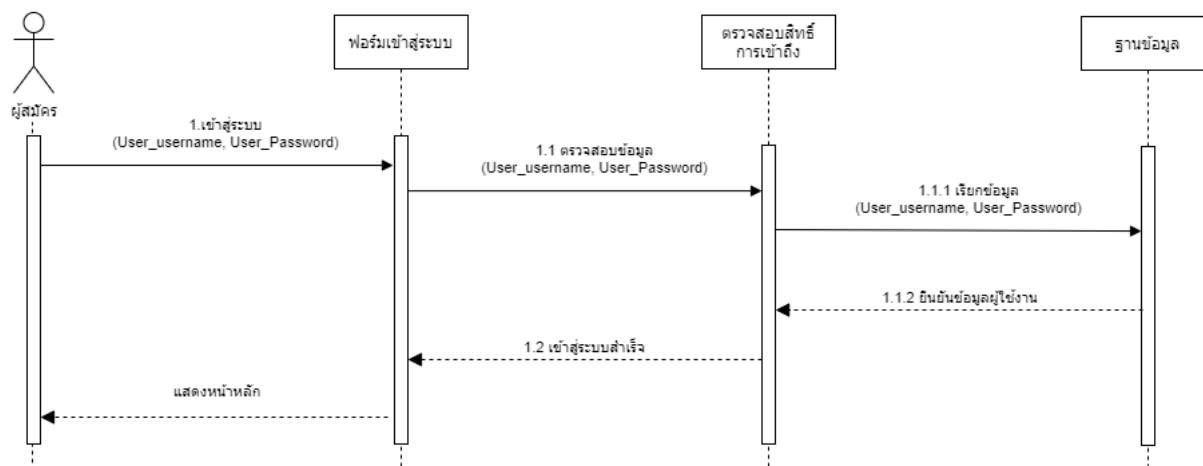 ผู้สมัคร
ฟอร์มเข้าสู่ระบบ
ตรวจสอบสิทธิ์
การเข้าถึง
ฐานข้อมูล
1.เข้าสู่ระบบ
(User_username, User_Password)
1.1 ตรวจสอบข้อมูล
(User_username, User_Password)
1.1.1 เรียกข้อมูล
(User_username, User_Password)
1.1.2 ยืนยันข้อมูลผู้ใช้งาน
1.2 เข้าสู่ระบบสำเร็จ
แสดงหน้าหลัก